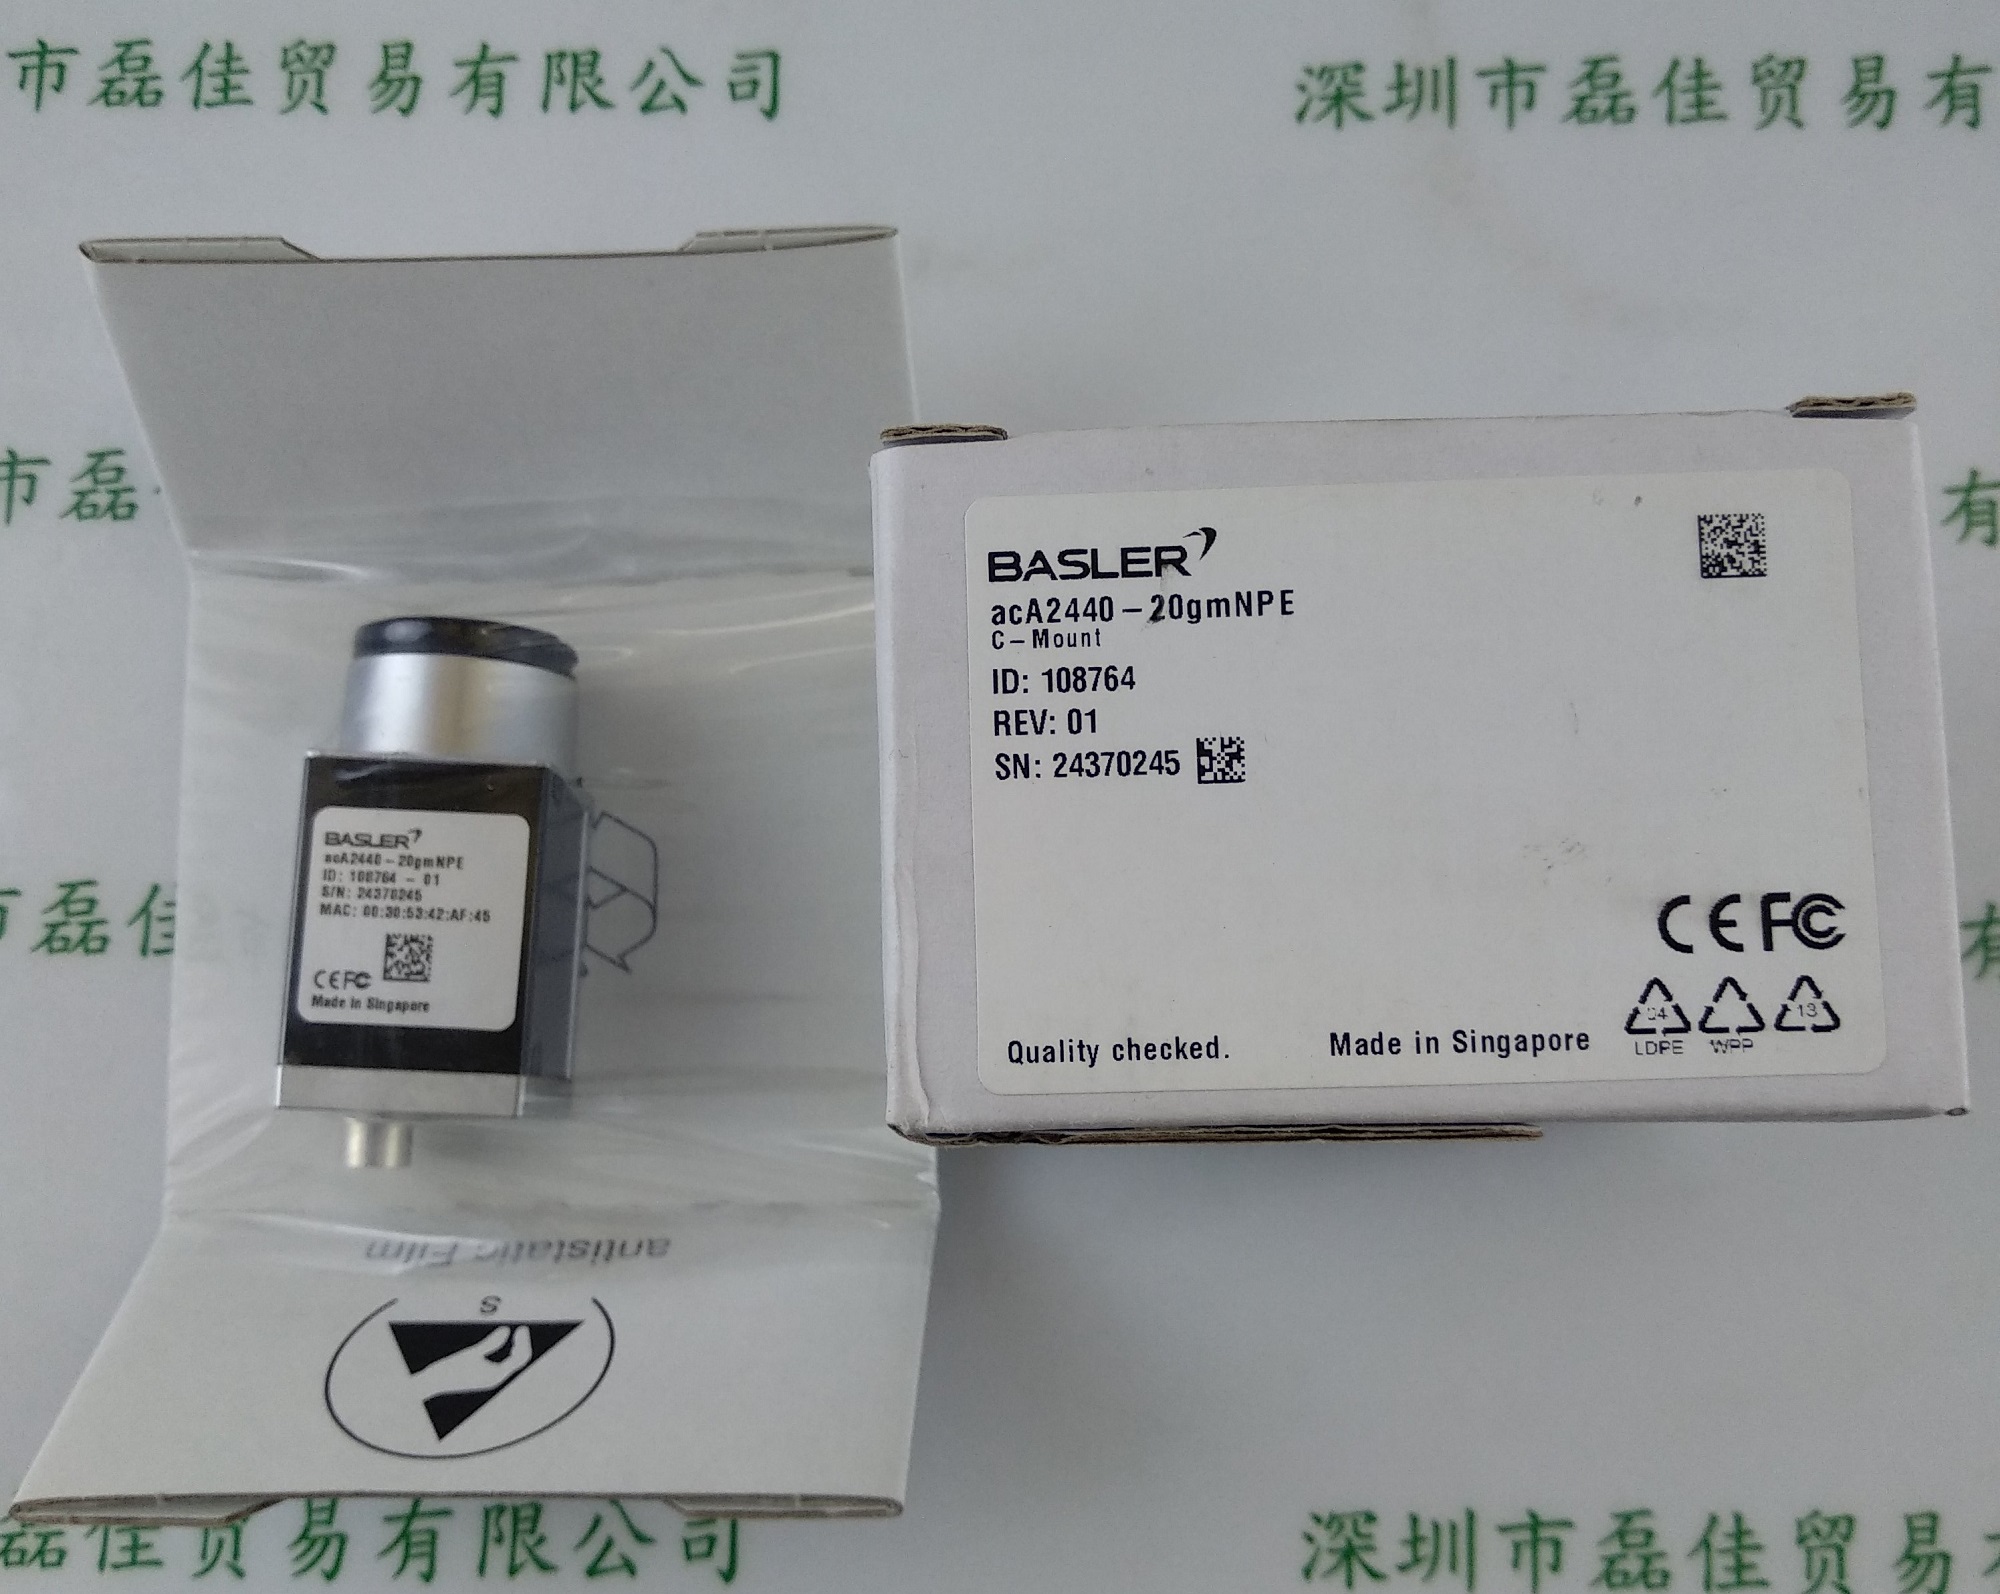 市磊佳贸易有限公司
深圳市磊佳贸易有
市磊
有
BASLER
acA2440-20gmNPE
C-Mount
ID: 108764
REV: 01
SN: 24370245
CE FC
04
13
LDPE
WPP
Quality checked.
Made in Singapore
BASLER
acA2440-20gmNPE
ID: 108764 - 01
S/N: 24370245
MAC: 00:30:53:42:AF:45
CE FC
Made in Singapore
市磊佳
有
antistatic Film
S
磊佳贸易有限公司
深圳市磊佳贸易